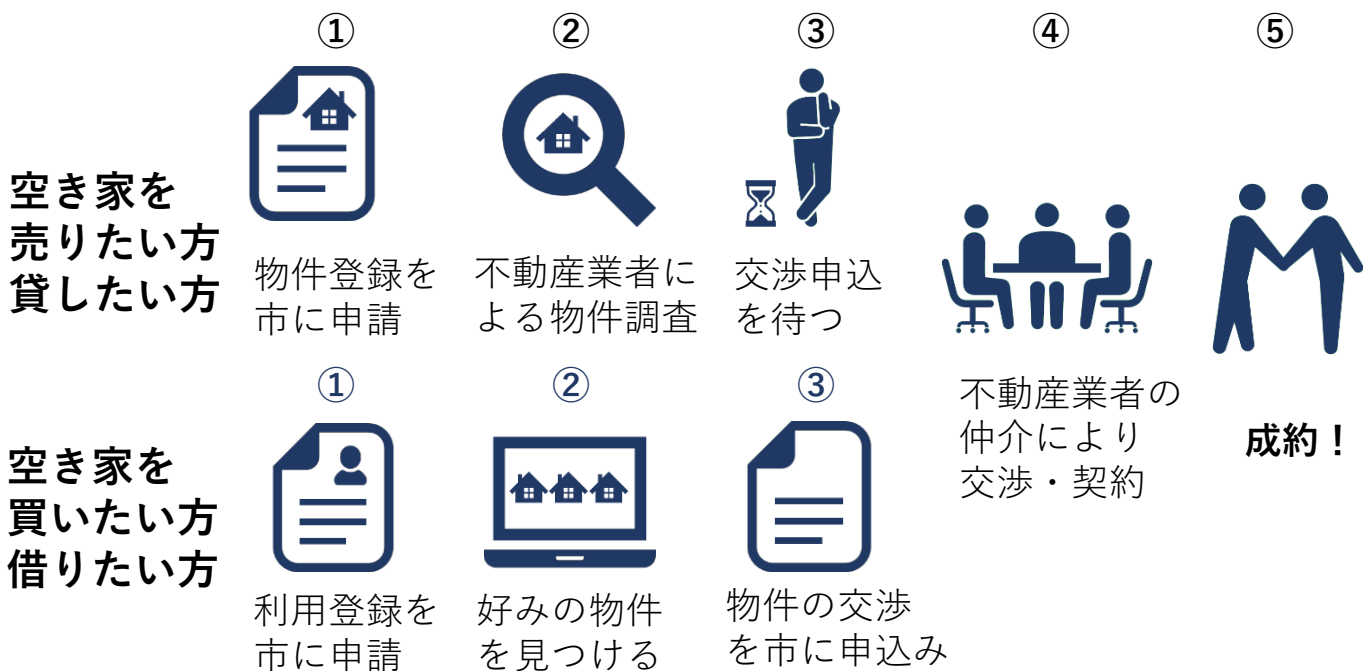 ①
②
③
④
⑤
空き家を
売りたい方
貸したい方
物件登録を
市に申請
不動産業者に
よる物件調査
交渉申込
を待つ
①
②
③
空き家を
買いたい方
借りたい方
利用登録を
市に申請
好みの物件
を見つける
物件の交渉
を市に申込み
不動産業者の
仲介により
交渉・契約
成約！